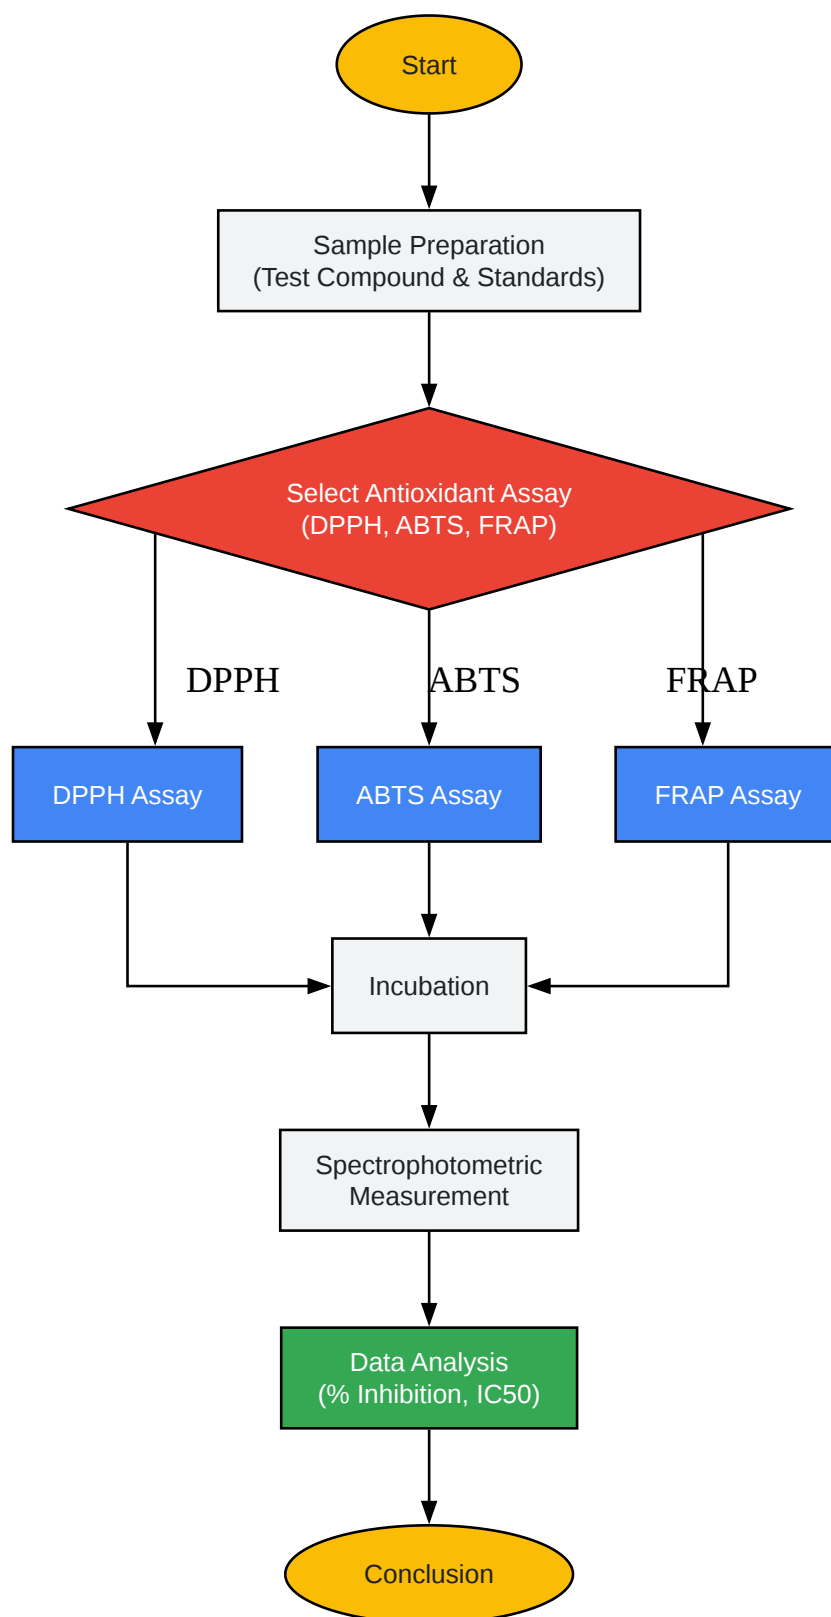 Start
Sample Preparation
(Test Compound & Standards)
Select Antioxidant Assay
(DPPH, ABTS, FRAP)
DPPH
ABTS
FRAP
DPPH Assay
ABTS Assay
FRAP Assay
Incubation
Spectrophotometric
Measurement
Data Analysis
(% Inhibition, IC50)
Conclusion